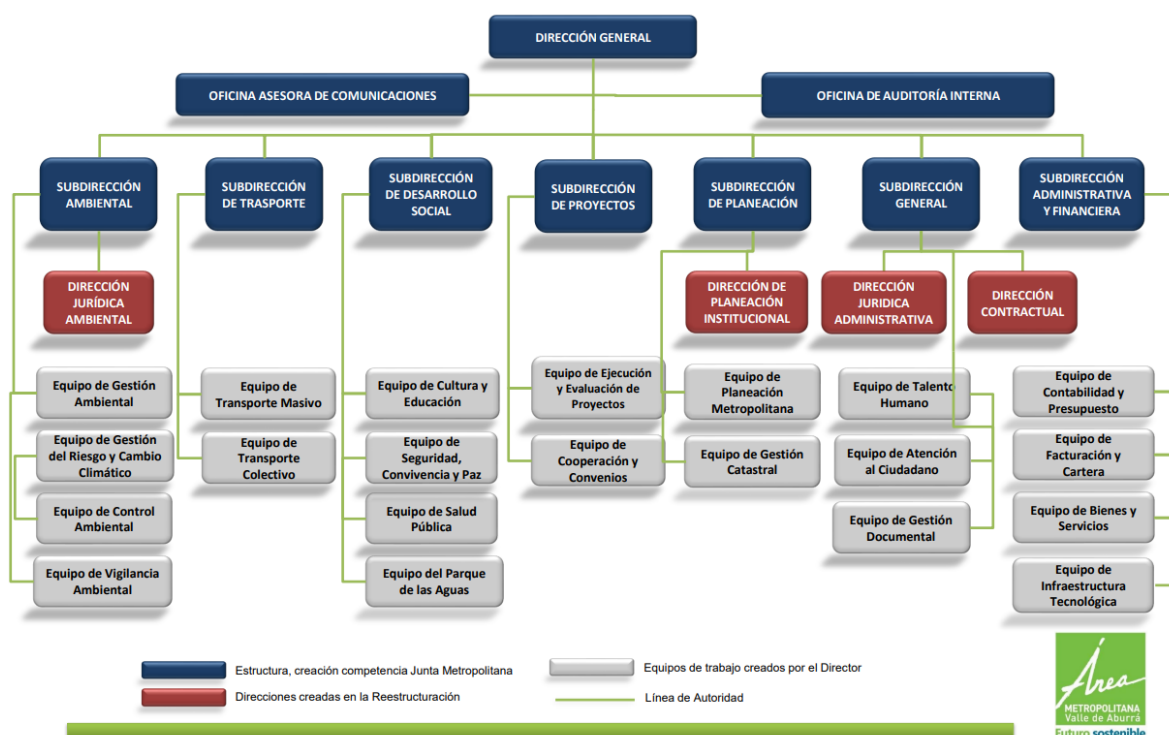 DIRECCIÓN GENERAL
OFICINA ASESORA DE COMUNICACIONES
OFICINA DE AUDITORÍA INTERNA
SUBDIRECCIÓN
AMBIENTAL
SUBDIRECCIÓN
DE TRASPORTE
SUBDIRECCIÓN
DE DESARROLLO
SOCIAL
SUBDIRECCIÓN
DE PROYECTOS
SUBDIRECCIÓN
DE PLANEACIÓN
SUBDIRECCIÓN
GENERAL
SUBDIRECCIÓN
ADMINISTRATIVA
Y FINANCIERA
DIRECCIÓN
JURÍDICA
AMBIENTAL
DIRECCIÓN DE
PLANEACIÓN
INSTITUCIONAL
DIRECCIÓN
JURIDICA
ADMINISTRATIVA
DIRECCIÓN
CONTRACTUAL
Equipo de Gestión
Ambiental
Equipo de
Transporte Masivo
Equipo de Cultura y
Educación
Equipo de Ejecución
y Evaluación de
Proyectos
Equipo de
Planeación
Metropolitana
Equipo de Talento
Humano
Equipo de
Contabilidad y
Presupuesto
Equipo de Gestión
del Riesgo y Cambio
Climático
Equipo de
Transporte
Colectivo
Equipo de
Seguridad,
Convivencia y Paz
Equipo de
Cooperación y
Convenios
Equipo de Gestión
Catastral
Equipo de Atención
al Ciudadano
Equipo de
Facturación y
Cartera
Equipo de Control
Ambiental
Equipo de Salud
Pública
Equipo de Gestión
Documental
Equipo de Bienes y
Servicios
Equipo de Vigilancia
Ambiental
Equipo del Parque
de las Aguas
Equipo de
Infraestructura
Tecnológica
Estructura, creación competencia Junta Metropolitana
Equipos de trabajo creados por el Director
Direcciones creadas en la Reestructuración
Línea de Autoridad
Área
METROPOLITANA
Valle de Aburrá
Futuro sostenible